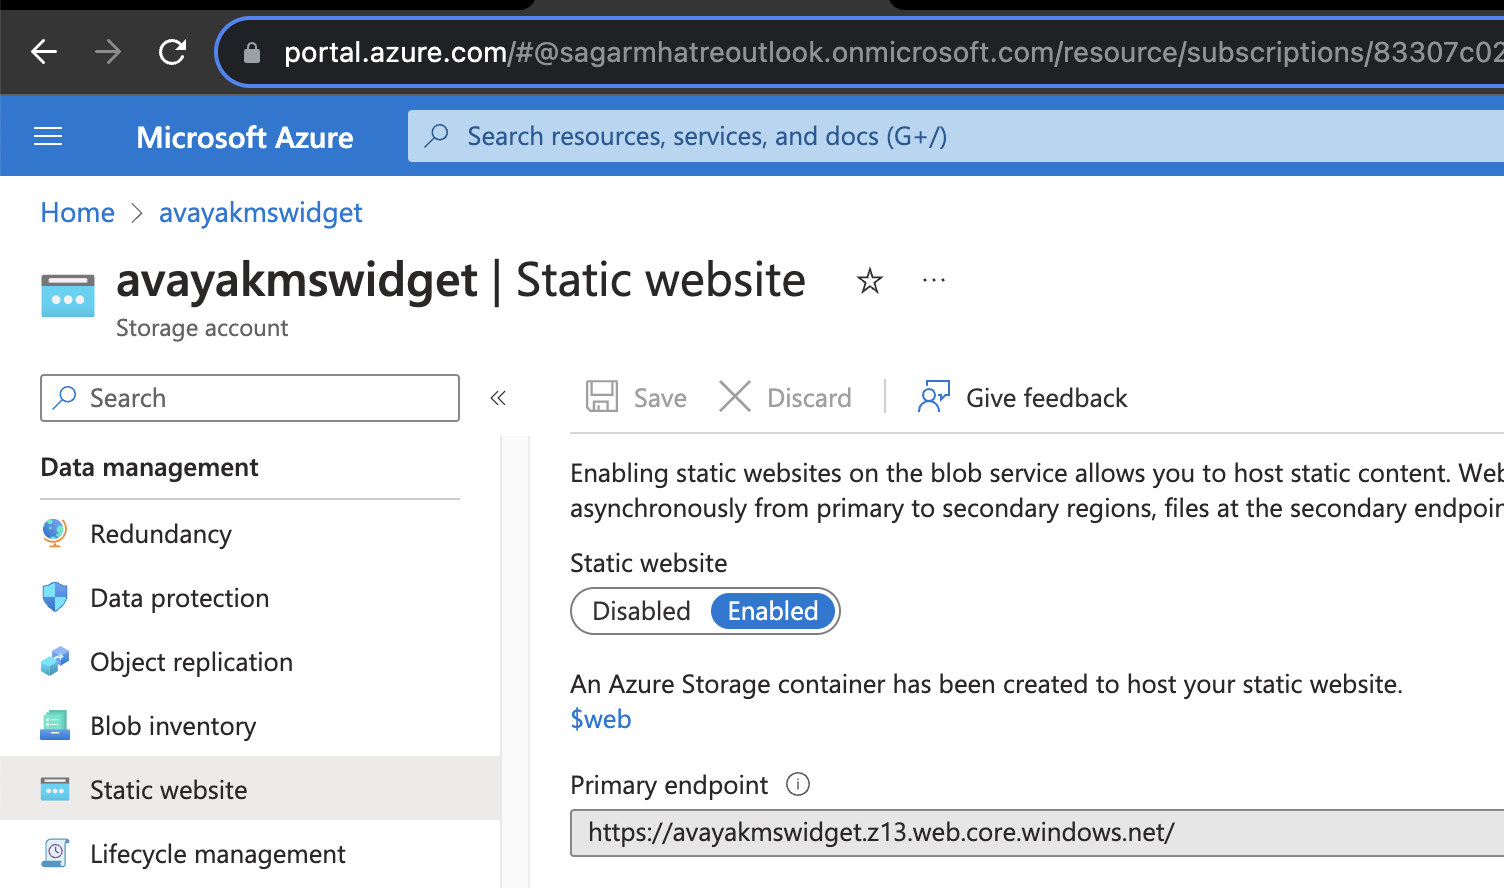 portal.azure.com/#@sagarmhatreoutlook.onmicrosoft.com/resource/subscriptions/83307c02
Microsoft Azure
Search resources, services, and docs (G+/)
Home > avayakmswidget
avayakmswidget | Static website
Storage account
Search
«
Save
Discard
Give feedback
Data management
Redundancy
Data protection
Object replication
Blob inventory
Static website
Lifecycle management
Enabling static websites on the blob service allows you to host static content. Web
asynchronously from primary to secondary regions, files at the secondary endpoin
Static website
Disabled Enabled
An Azure Storage container has been created to host your static website.
$web
Primary endpoint
https://avayakmswidget.z13.web.core.windows.net/